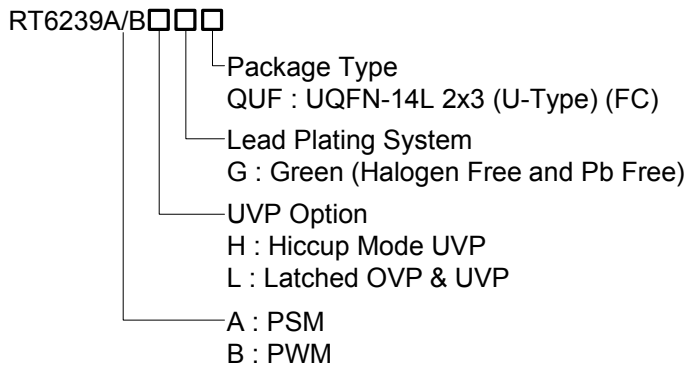 RT6239A/B□□□
Package Type
QUF : UQFN-14L 2x3 (U-Type) (FC)
Lead Plating System
G : Green (Halogen Free and Pb Free)
UVP Option
H : Hiccup Mode UVP
L : Latched OVP & UVP
A : PSM
B : PWM